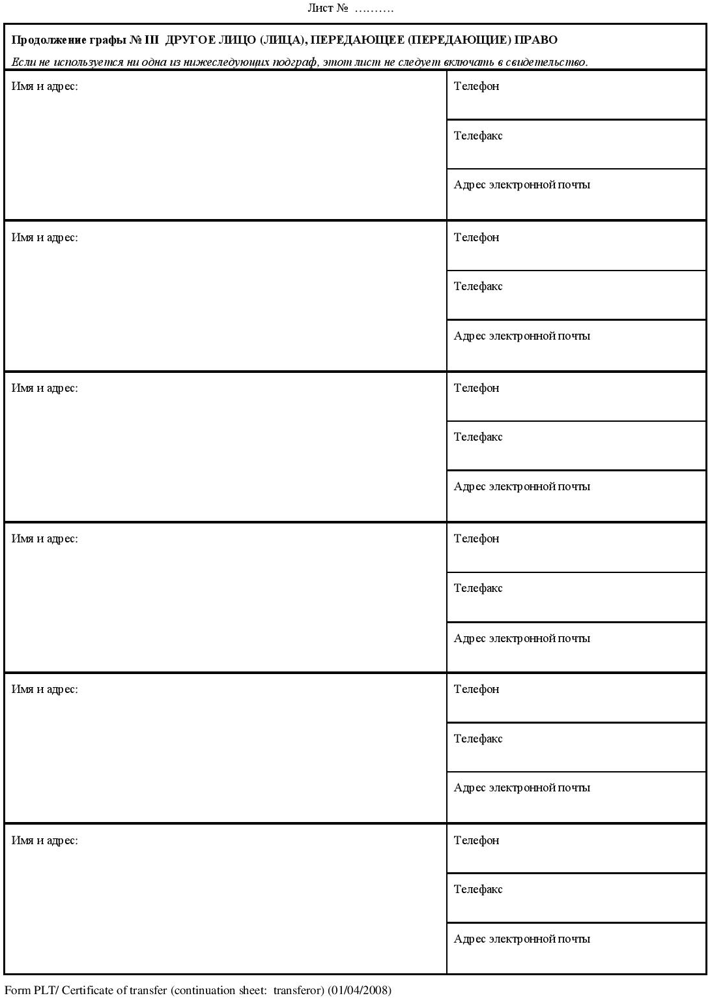 Лист № ..........
Продолжение графы № III ДРУГОЕ ЛИЦО (ЛИЦА), ПЕРЕДАЮЩЕЕ (ПЕРЕДАЮЩИЕ) ПРАВО
Если не используется ни одна из нижеследующих подграф, этот лист не следует включать в свидетельство.
Имя и адрес:
Телефон
Телефакс
Адрес электронной почты
Имя и адрес:
Телефон
Телефакс
Адрес электронной почты
Имя и адрес:
Телефон
Телефакс
Адрес электронной почты
Имя и адрес:
Телефон
Телефакс
Адрес электронной почты
Имя и адрес:
Телефон
Телефакс
Адрес электронной почты
Имя и адрес:
Телефон
Телефакс
Адрес электронной почты
Form PLT/ Certificate of transfer (continuation sheet: transferor) (01/04/2008)